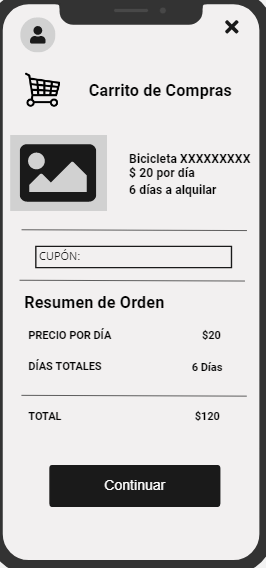 Carrito de Compras
Bicicleta XXXXXXXXX
$ 20 por día
6 días a alquilar
CUPÓN:
Resumen de Orden
PRECIO POR DÍA $20
DÍAS TOTALES 6 Días
TOTAL $120
Continuar